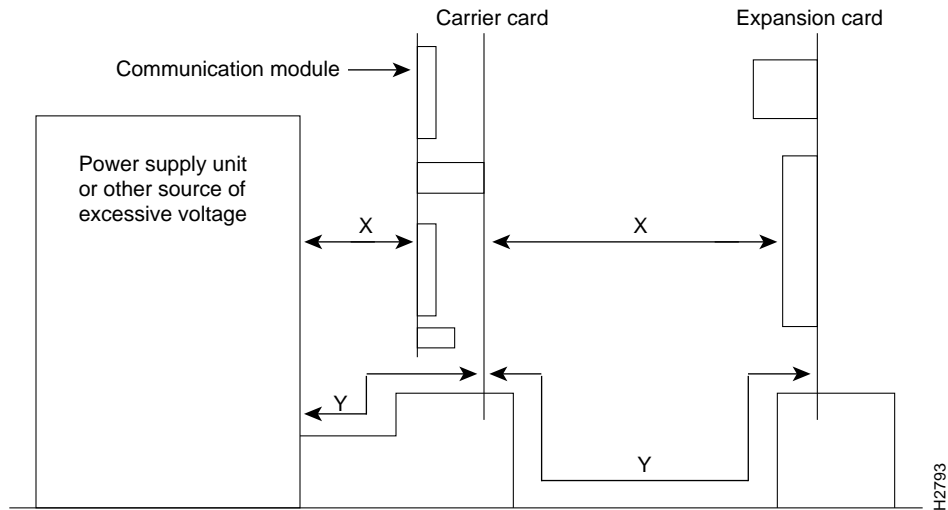 Carrier card
Expansion card
Communication module
Power supply unit
or other source of
excessive voltage
X
X
Y
Y
H2793